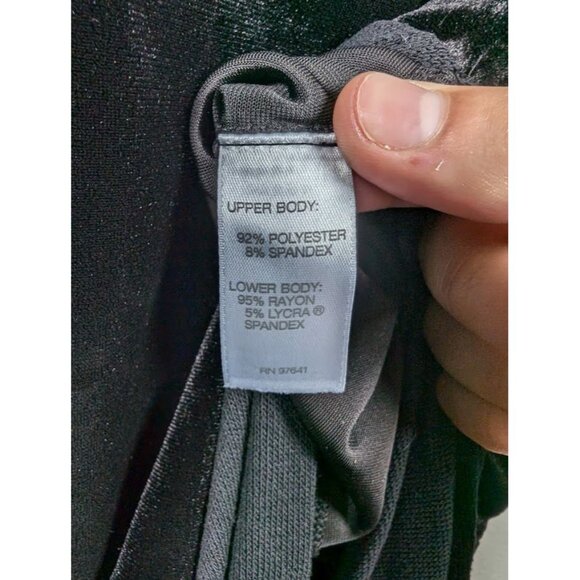 UPPER BODY:
92% POLYESTER
8% SPANDEX
LOWER BODY:
95% RAYON
5% LYCRA®
SPANDEX
RN 97641